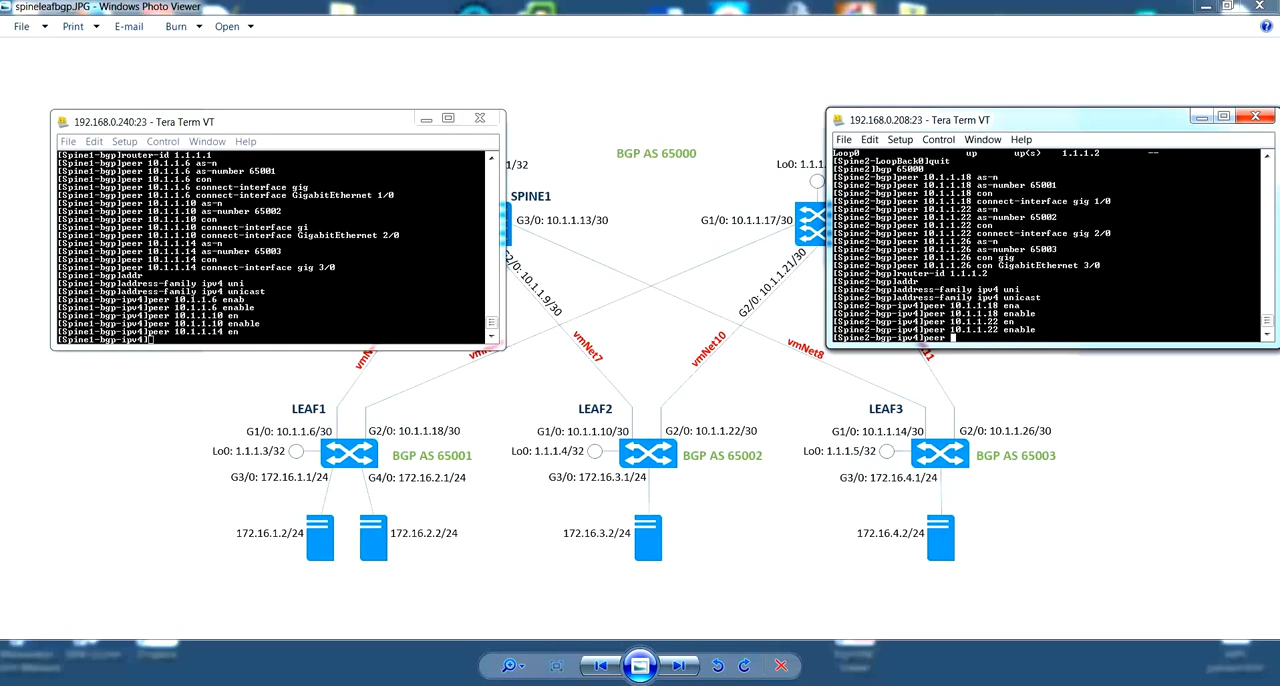 spineleafbgp.JPG - Windows Photo Viewer
File Print E-mail Burn Open
192.168.0.240:23 - Tera Term VT
File Edit Setup Control Window Help
[Spine1-bgp]router-id 1.1.1.1
[Spine1-bgp]peer 10.1.1.6 as-n
[Spine1-bgp]peer 10.1.1.6 as-number 65001
[Spine1-bgp]peer 10.1.1.6 con
[Spine1-bgp]peer 10.1.1.6 connect-interface gig
[Spine1-bgp]peer 10.1.1.6 connect-interface GigabitEthernet 1/0
[Spine1-bgp]peer 10.1.1.10 as-n
[Spine1-bgp]peer 10.1.1.10 as-number 65002
[Spine1-bgp]peer 10.1.1.10 con
[Spine1-bgp]peer 10.1.1.10 connect-interface gi
[Spine1-bgp]peer 10.1.1.10 connect-interface GigabitEthernet 2/0
[Spine1-bgp]peer 10.1.1.14 as-n
[Spine1-bgp]peer 10.1.1.14 as-number 65003
[Spine1-bgp]peer 10.1.1.14 con
[Spine1-bgp]peer 10.1.1.14 connect-interface gig 3/0
[Spine1-bgp]addr
[Spine1-bgp]address-family ipv4 uni
[Spine1-bgp]address-family ipv4 unicast
[Spine1-bgp-ipv4]peer 10.1.1.6 enab
[Spine1-bgp-ipv4]peer 10.1.1.6 enable
[Spine1-bgp-ipv4]peer 10.1.1.10 en
[Spine1-bgp-ipv4]peer 10.1.1.10 enable
[Spine1-bgp-ipv4]peer 10.1.1.14 en
[Spine1-bgp-ipv4]
192.168.0.208:23 - Tera Term VT
File Edit Setup Control Window Help
Loop0 up up(s) 1.1.1.2 --
[Spine2-LoopBack0]quit
[Spine2]bgp 65000
[Spine2-bgp]peer 10.1.1.18 as-n
[Spine2-bgp]peer 10.1.1.18 as-number 65001
[Spine2-bgp]peer 10.1.1.18 con
[Spine2-bgp]peer 10.1.1.18 connect-interface gig 1/0
[Spine2-bgp]peer 10.1.1.22 as-n
[Spine2-bgp]peer 10.1.1.22 as-number 65002
[Spine2-bgp]peer 10.1.1.22 con
[Spine2-bgp]peer 10.1.1.22 connect-interface gig 2/0
[Spine2-bgp]peer 10.1.1.26 as-n
[Spine2-bgp]peer 10.1.1.26 as-number 65003
[Spine2-bgp]peer 10.1.1.26 con gig
[Spine2-bgp]peer 10.1.1.26 con GigabitEthernet 3/0
[Spine2-bgp]router-id 1.1.1.2
[Spine2-bgp]addr
[Spine2-bgp]address-family ipv4 uni
[Spine2-bgp]address-family ipv4 unicast
[Spine2-bgp-ipv4]peer 10.1.1.18 ena
[Spine2-bgp-ipv4]peer 10.1.1.18 enable
[Spine2-bgp-ipv4]peer 10.1.1.22 en
[Spine2-bgp-ipv4]peer 10.1.1.22 enable
[Spine2-bgp-ipv4]peer
BGP AS 65000
1/32
Lo0: 1.1.1
SPINE1
G3/0: 10.1.1.13/30
G1/0: 10.1.1.17/30
G2/0: 10.1.1.9/30
G2/0: 10.1.1.21/30
vmNet7
vmNet10
vmNet8
LEAF1
LEAF2
LEAF3
G1/0: 10.1.1.6/30
G2/0: 10.1.1.18/30
G1/0: 10.1.1.10/30
G2/0: 10.1.1.22/30
G1/0: 10.1.1.14/30
G2/0: 10.1.1.26/30
Lo0: 1.1.1.3/32
BGP AS 65001
Lo0: 1.1.1.4/32
BGP AS 65002
Lo0: 1.1.1.5/32
BGP AS 65003
G3/0: 172.16.1.1/24
G4/0: 172.16.2.1/24
G3/0: 172.16.3.1/24
G3/0: 172.16.4.1/24
172.16.1.2/24
172.16.2.2/24
172.16.3.2/24
172.16.4.2/24